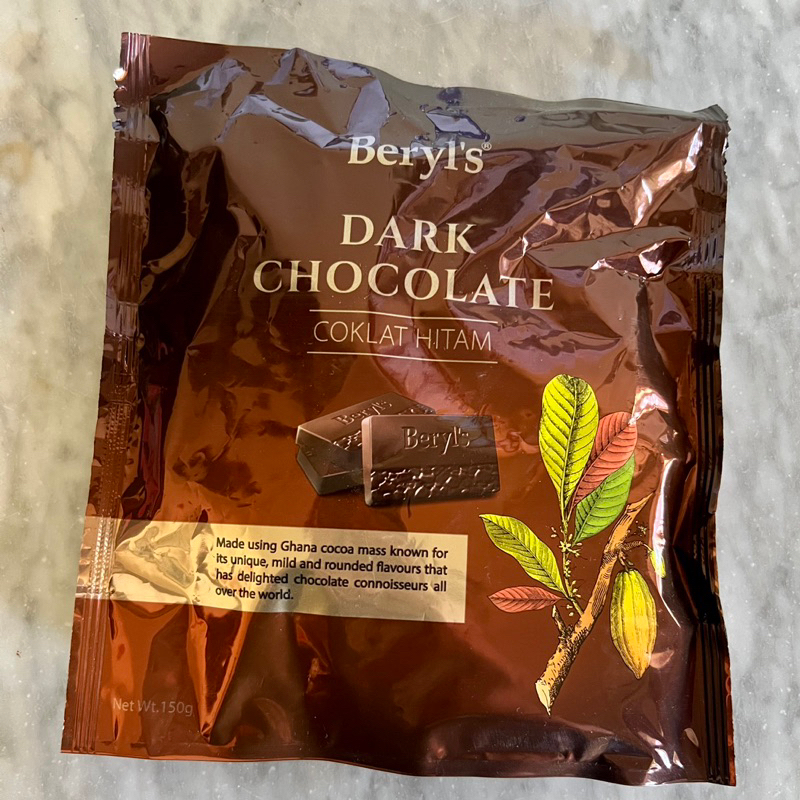 Beryl's®
DARK
CHOCOLATE
COKLAT HITAM
Beryl's
Beryl's
Made using Ghana cocoa mass known for
its unique, mild and rounded flavours that
has delighted chocolate connoisseurs all
over the world.
Net Wt.150g